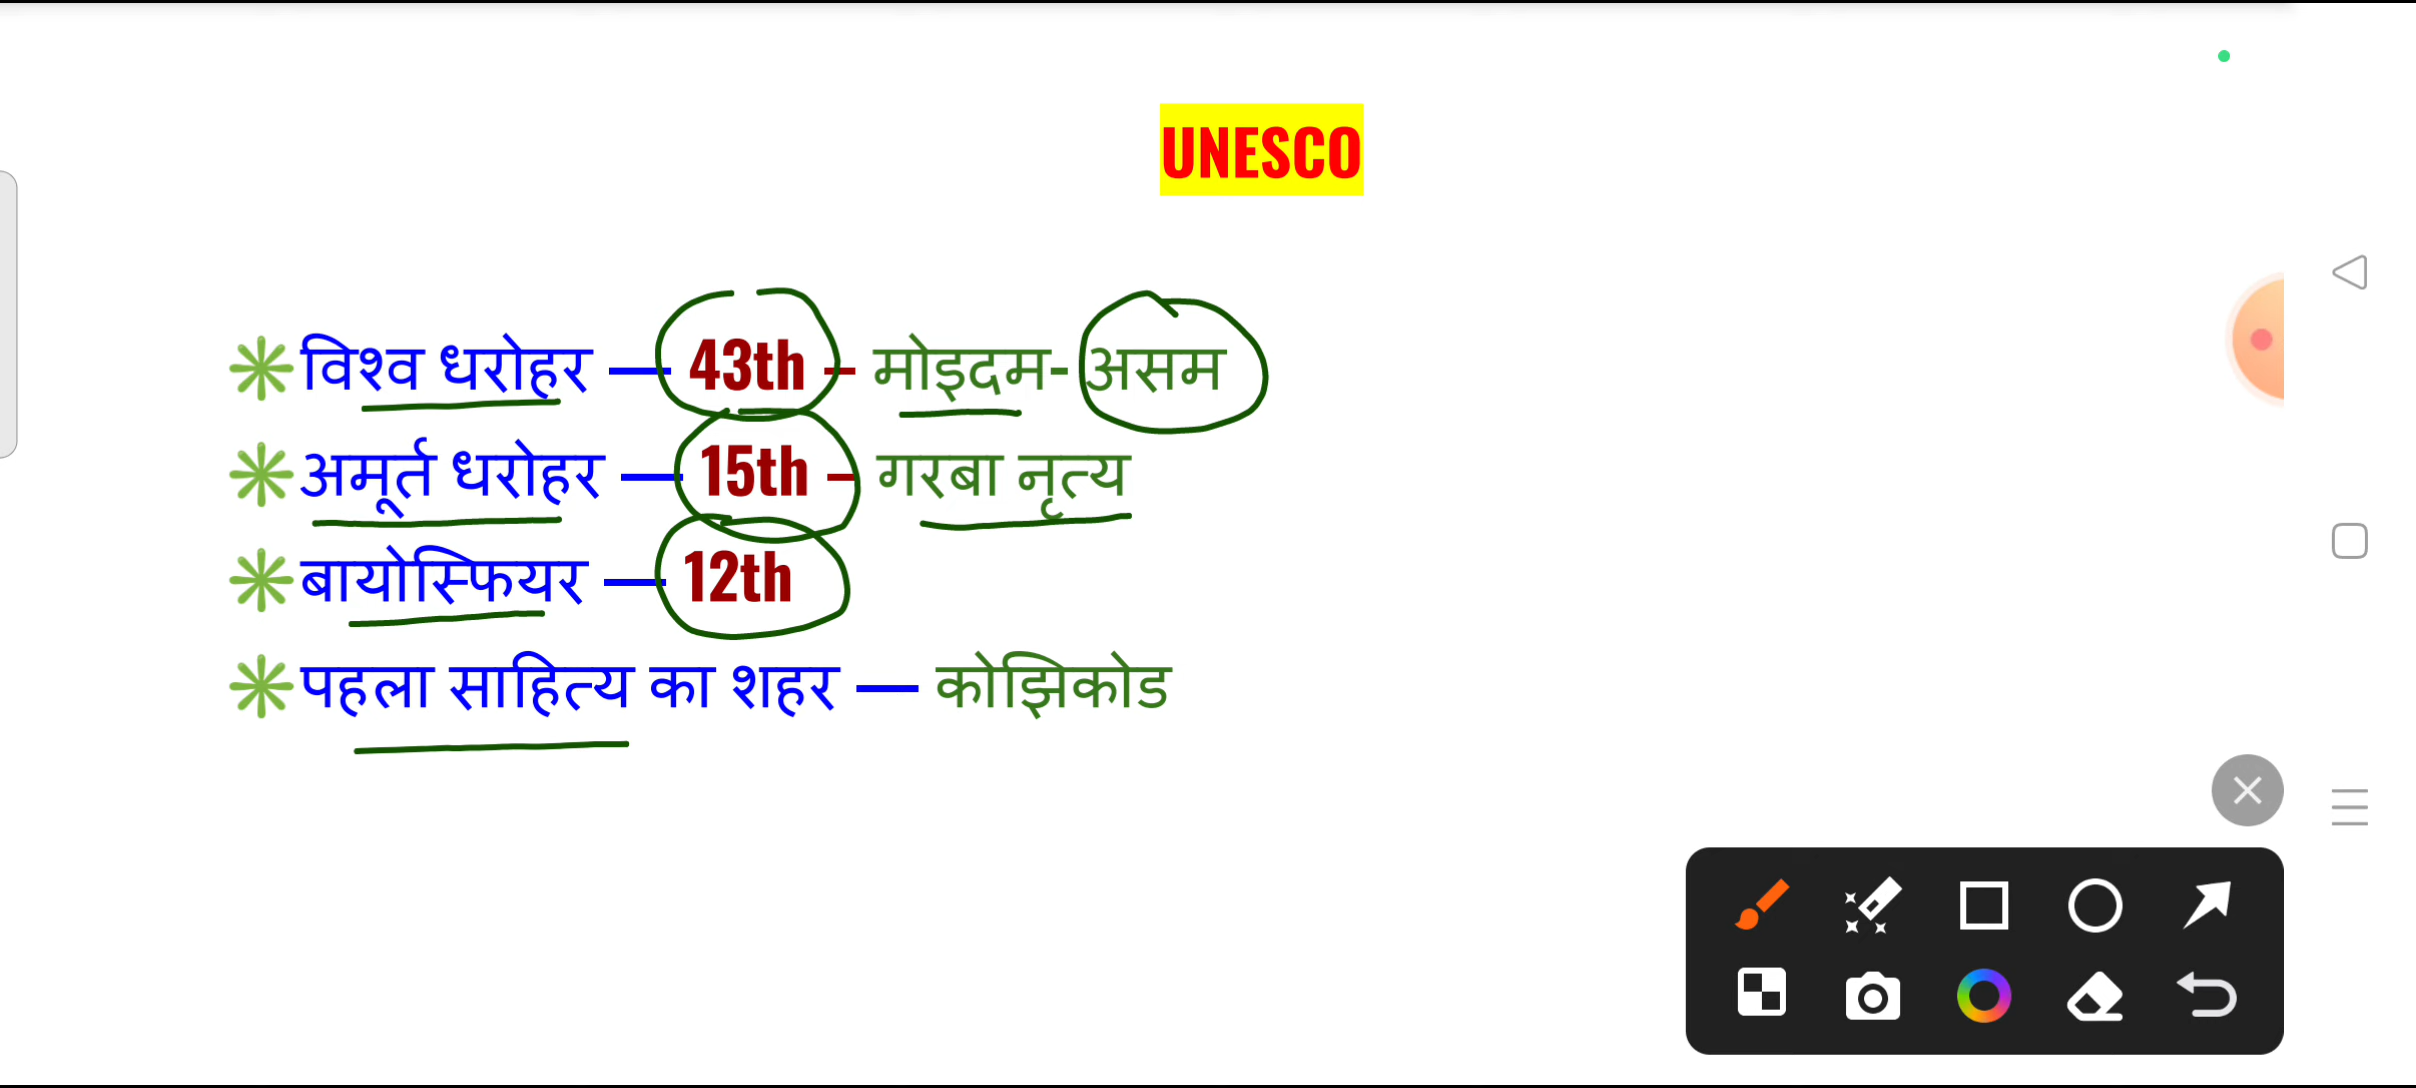 UNESCO
✳️विश्व धरोहर — 43th – मोइदम- असम
✳️अमूर्त धरोहर — 15th – गरबा नृत्य
✳️बायोस्फियर — 12th
✳️पहला साहित्य का शहर — कोझिकोड